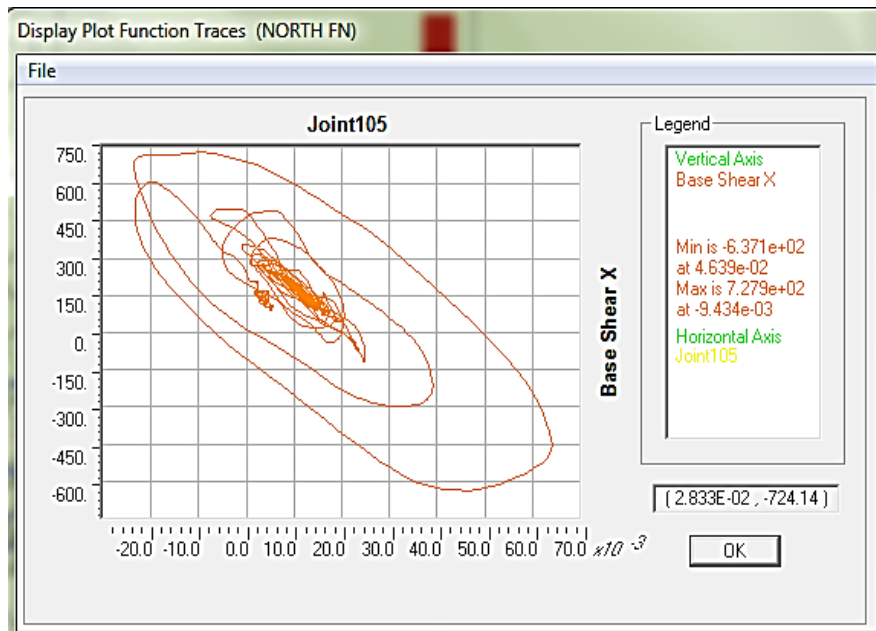 Display Plot Function Traces (NORTH FN)
File
Joint105
Legend
750.
600.
450.
300.
150.
0.
-150.
-300.
-450.
-600.
Base Shear X
Vertical Axis
Base Shear X
Min is -6.371e+02
at 4.639e-02
Max is 7.279e+02
at -9.434e-03
Horizontal Axis
Joint105
( 2.833E-02 , -724.14 )
-20.0 -10.0 0.0 10.0 20.0 30.0 40.0 50.0 60.0 70.0 x10 -3
OK